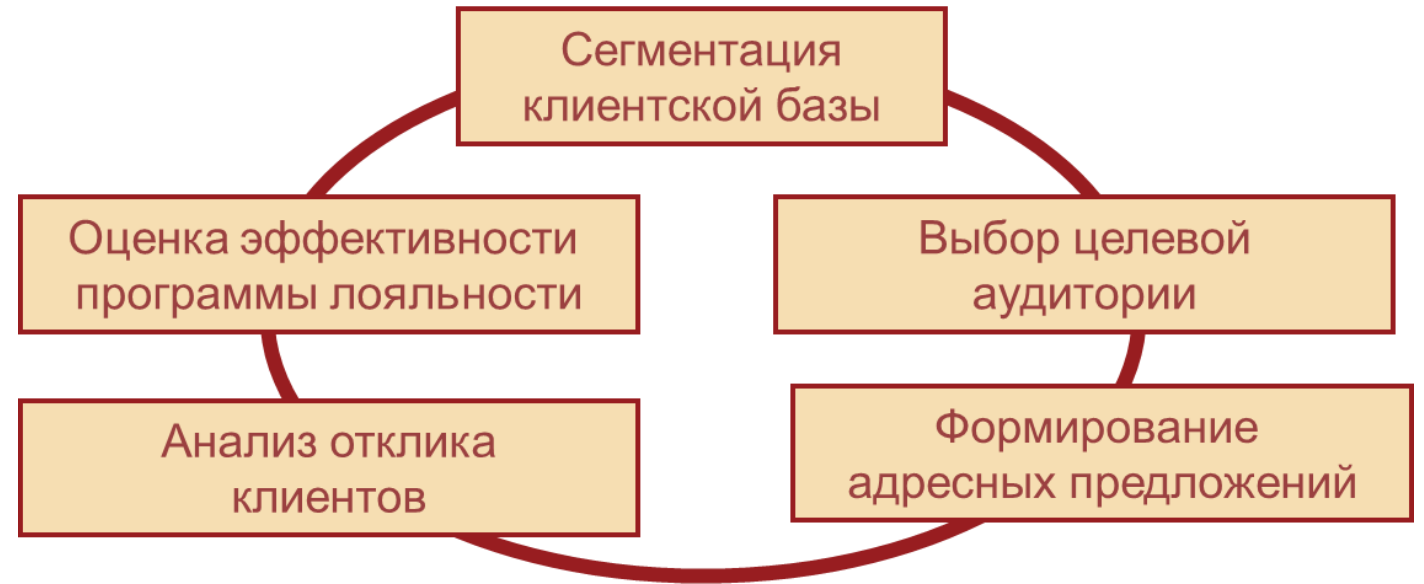 Сегментация
клиентской базы
Оценка эффективности
программы лояльности
Выбор целевой
аудитории
Анализ отклика
клиентов
Формирование
адресных предложений